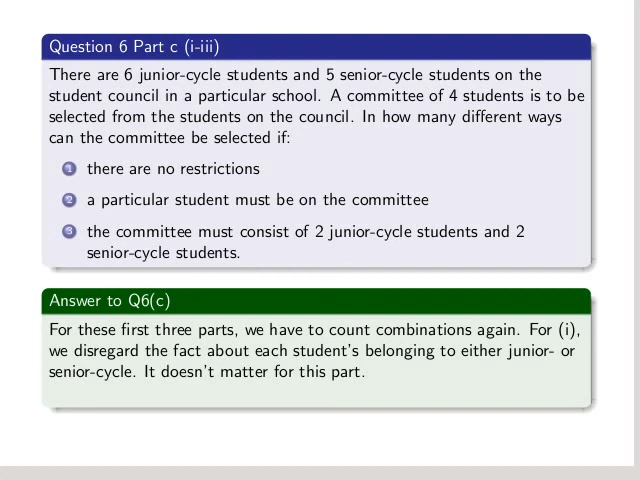 Question 6 Part c (i-iii)
There are 6 junior-cycle students and 5 senior-cycle students on the
student council in a particular school. A committee of 4 students is to be
selected from the students on the council. In how many different ways
can the committee be selected if:
1 there are no restrictions
2 a particular student must be on the committee
3 the committee must consist of 2 junior-cycle students and 2
senior-cycle students.
Answer to Q6(c)
For these first three parts, we have to count combinations again. For (i),
we disregard the fact about each student's belonging to either junior- or
senior-cycle. It doesn't matter for this part.